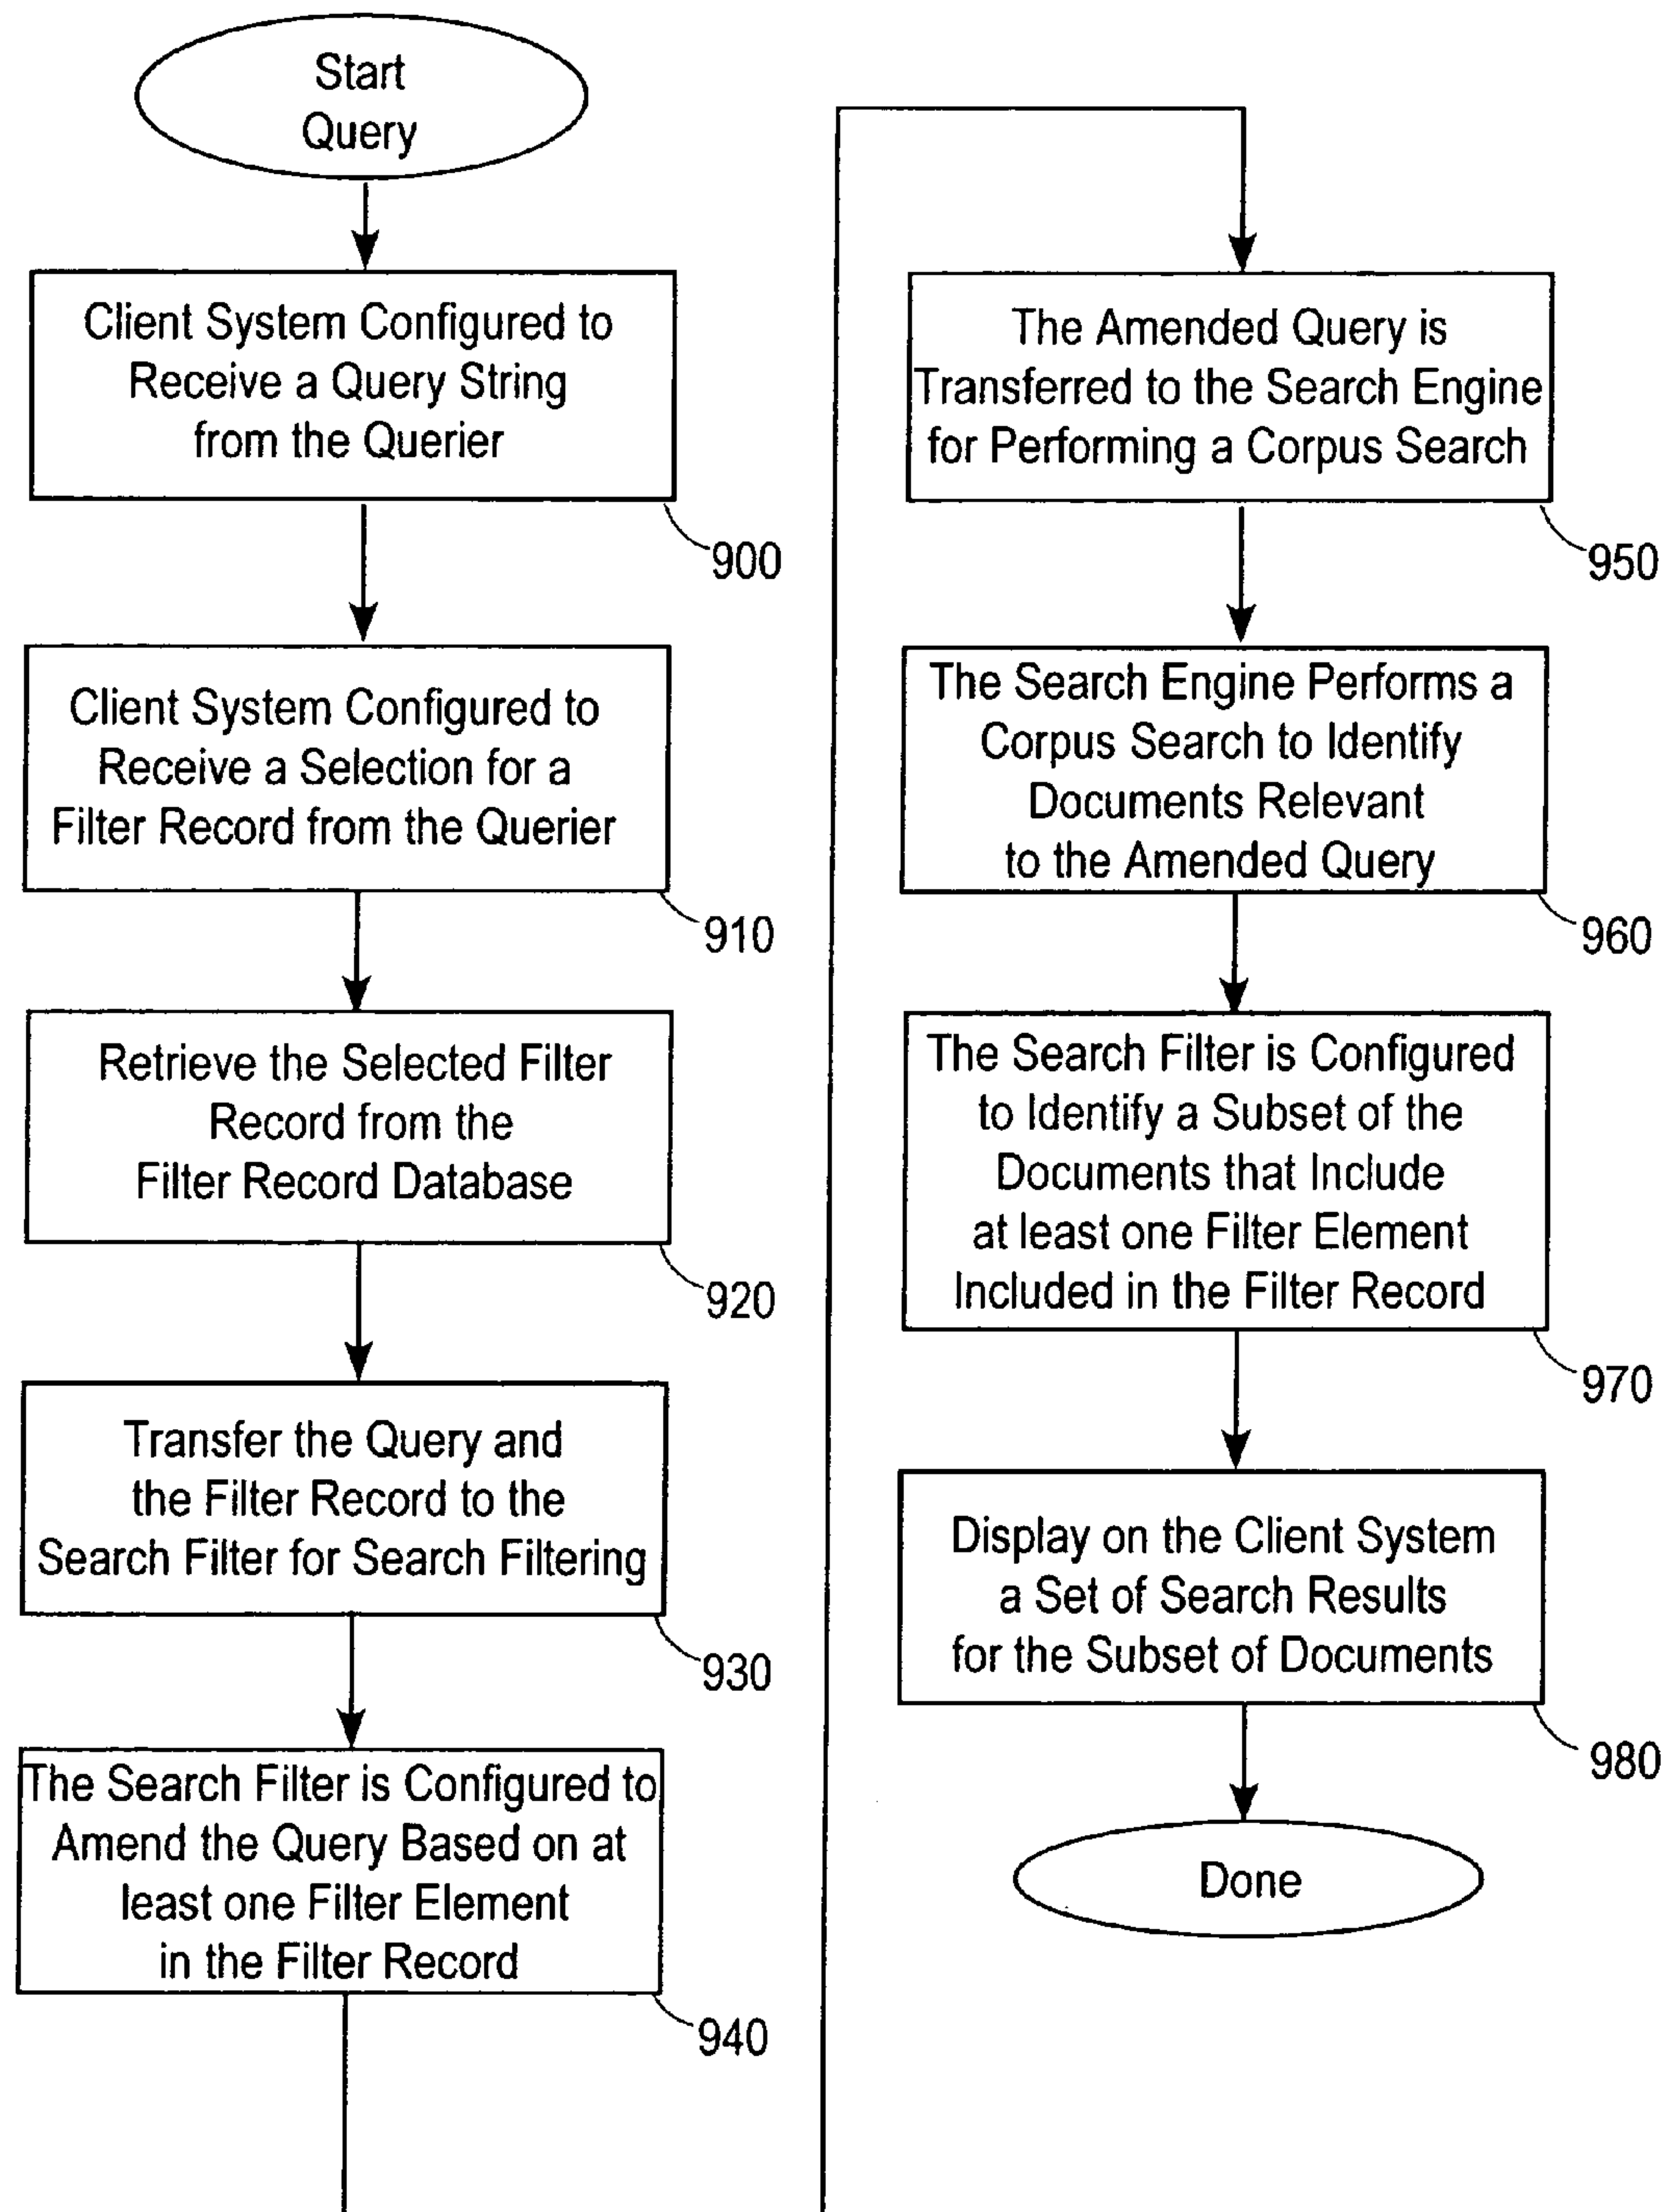 Start
Query
Client System Configured to
Receive a Query String
from the Querier
900
Client System Configured to
Receive a Selection for a
Filter Record from the Querier
910
Retrieve the Selected Filter
Record from the
Filter Record Database
920
Transfer the Query and
the Filter Record to the
Search Filter for Search Filtering
930
The Search Filter is Configured to
Amend the Query Based on at
least one Filter Element
in the Filter Record
940
The Amended Query is
Transferred to the Search Engine
for Performing a Corpus Search
950
The Search Engine Performs a
Corpus Search to Identify
Documents Relevant
to the Amended Query
960
The Search Filter is Configured
to Identify a Subset of the
Documents that Include
at least one Filter Element
Included in the Filter Record
970
Display on the Client System
a Set of Search Results
for the Subset of Documents
980
Done